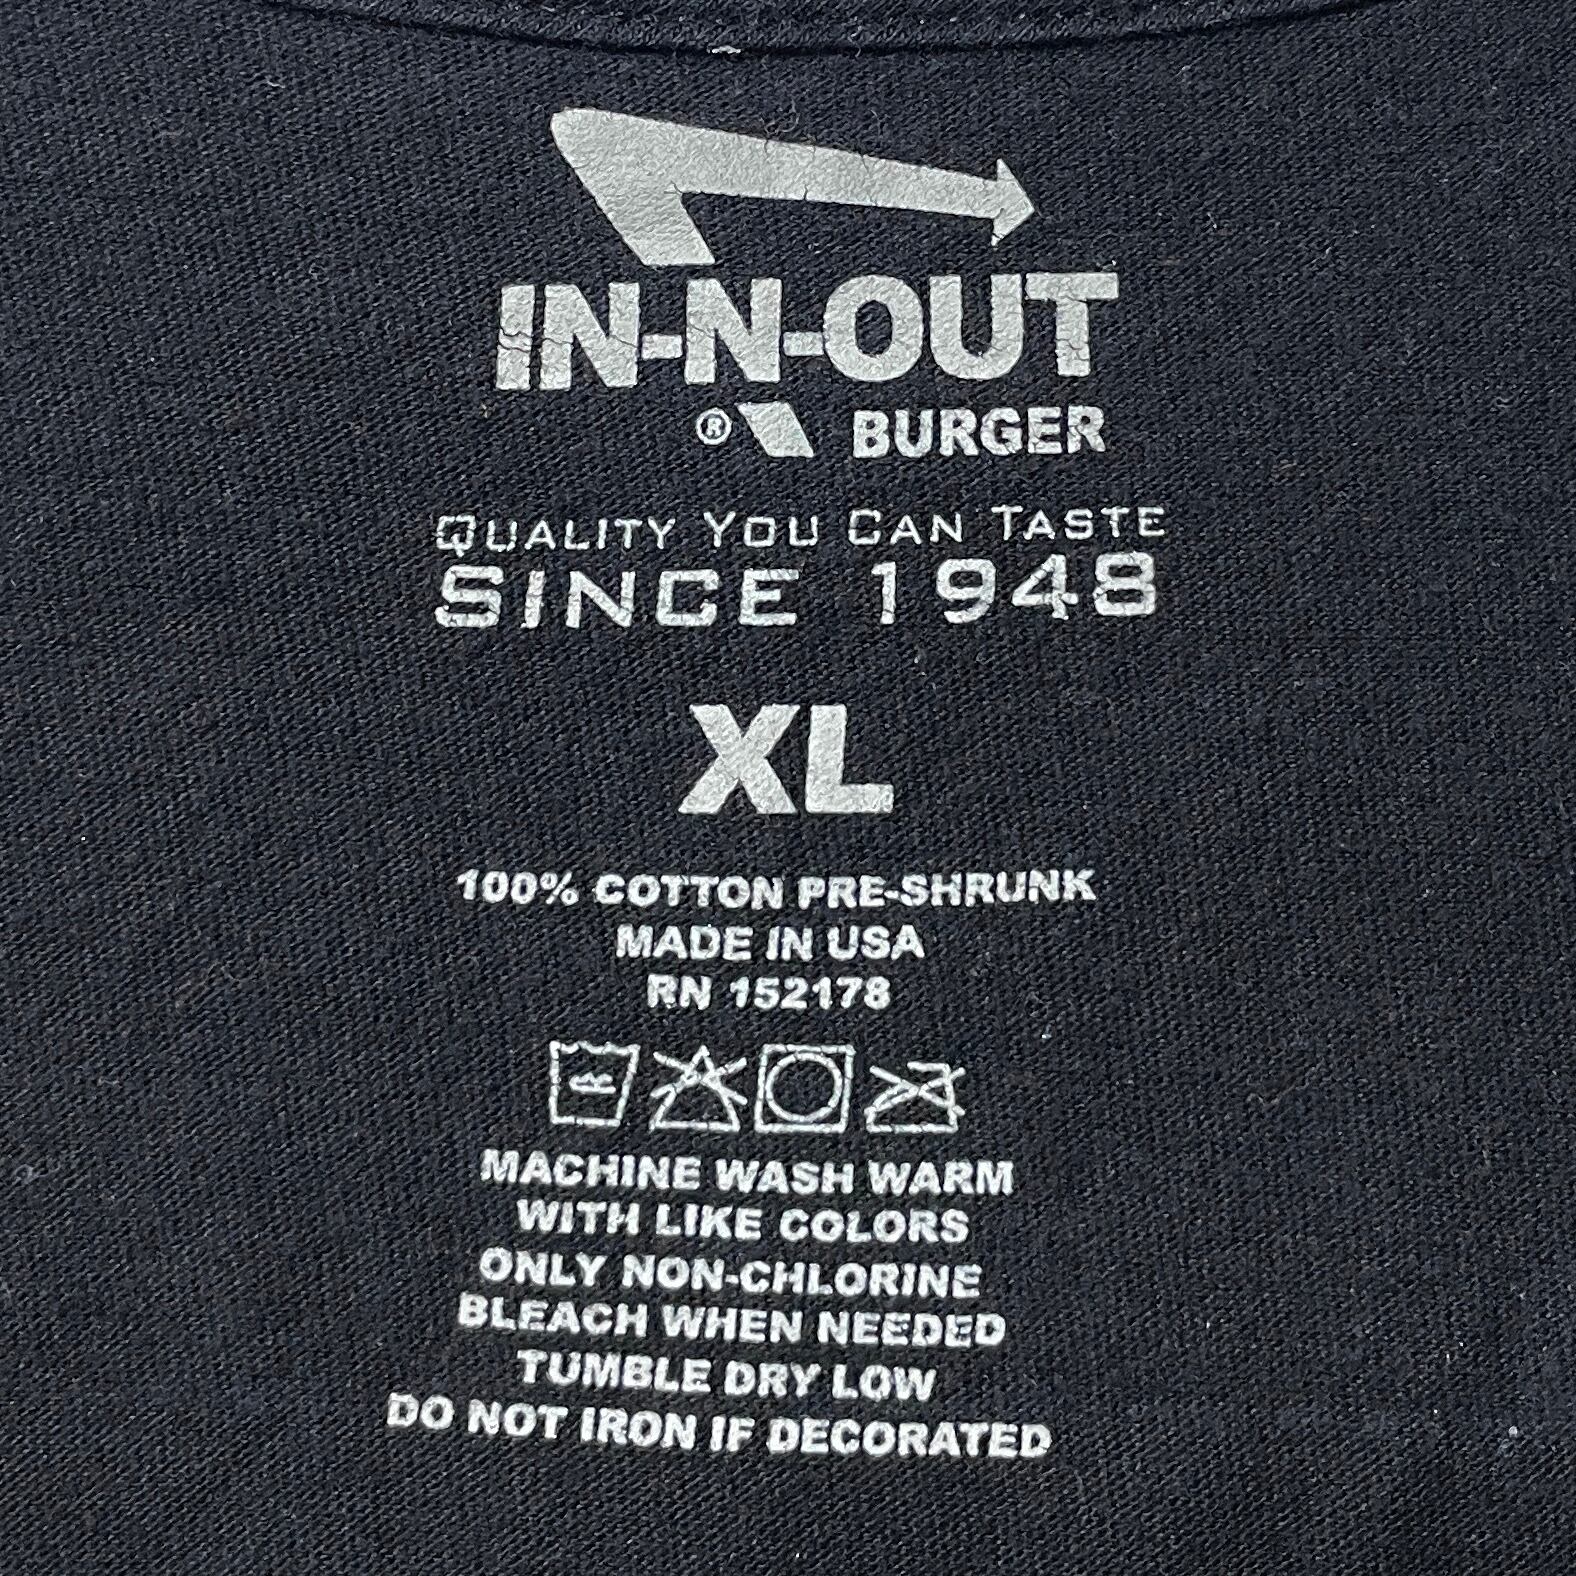 IN-N-OUT
® BURGER
QUALITY YOU CAN TASTE
SINCE 1948
XL
100% COTTON PRE-SHRUNK
MADE IN USA
RN 152178
MACHINE WASH WARM
WITH LIKE COLORS
ONLY NON-CHLORINE
BLEACH WHEN NEEDED
TUMBLE DRY LOW
DO NOT IRON IF DECORATED